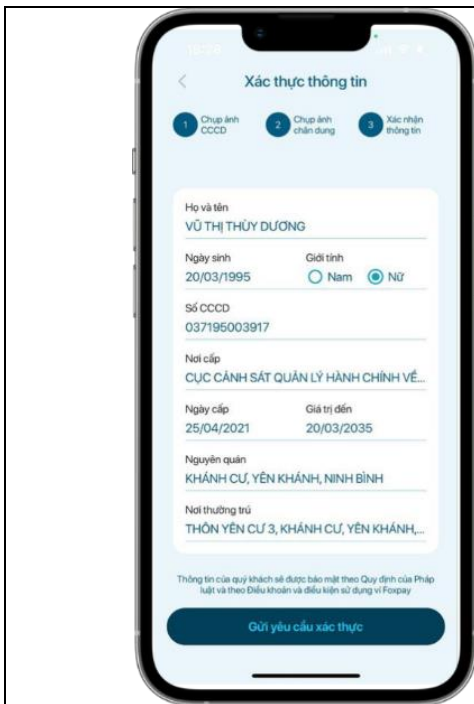 Xác thực thông tin
1 Chụp ảnh CCCD
2 Chụp ảnh chân dung
3 Xác nhận thông tin
Họ và tên
VŨ THỊ THÙY DƯƠNG
Ngày sinh Giới tính
20/03/1995 Nam Nữ
Số CCCD
037195003917
Nơi cấp
CỤC CẢNH SÁT QUẢN LÝ HÀNH CHÍNH VỀ...
Ngày cấp Giá trị đến
25/04/2021 20/03/2035
Nguyên quán
KHÁNH CƯ, YÊN KHÁNH, NINH BÌNH
Nơi thường trú
THÔN YÊN CƯ 3, KHÁNH CƯ, YÊN KHÁNH,...
Thông tin của quý khách sẽ được bảo mật theo Quy định của Pháp
luật và theo Điều khoản và điều kiện sử dụng ví Foxpay
Gửi yêu cầu xác thực